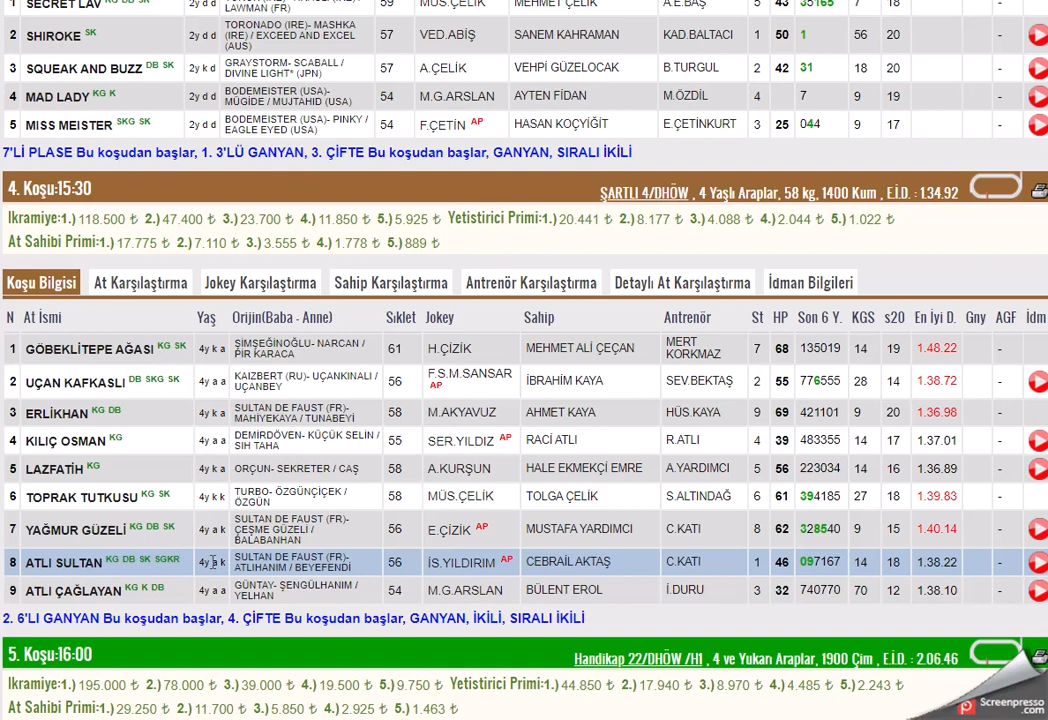 1 SECRET LAV KG DB SK 4y d d LAWMAN (FR) 59 MÜS.ÇELİK MEHMET ÇELİK A.E.BAŞ 5 43 35165 7 18 -
2 SHIROKE SK 2y d d TORONADO (IRE)- MASHKA (IRE) / EXCEED AND EXCEL (AUS) 57 VED.ABİŞ SANEM KAHRAMAN KAD.BALTACI 1 50 1 56 20 -
3 SQUEAK AND BUZZ DB SK 2y k d GRAYSTORM- SCABALL / DIVINE LIGHT* (JPN) 57 A.ÇELİK VEHPİ GÜZELOCAK B.TURGUL 2 42 31 18 20 -
4 MAD LADY KG K 2y d d BODEMEISTER (USA)- MÜGİDE / MUJTAHID (USA) 54 M.G.ARSLAN AYTEN FİDAN M.ÖZDİL 4 7 9 19 -
5 MISS MEISTER SKG SK 2y d d BODEMEISTER (USA)- PINKY / EAGLE EYED (USA) 54 F.ÇETİN AP HASAN KOÇYİĞİT E.ÇETİNKURT 3 25 044 9 17 -
7'Lİ PLASE Bu koşudan başlar, 1. 3'LÜ GANYAN, 3. ÇİFTE Bu koşudan başlar, GANYAN, SIRALI İKİLİ
4. Koşu:15:30 ŞARTLI 4/DHÖW , 4 Yaşlı Araplar, 58 kg, 1400 Kum , E.İ.D. : 1.34.92
Ikramiye:1.) 118.500 ₺ 2.) 47.400 ₺ 3.) 23.700 ₺ 4.) 11.850 ₺ 5.) 5.925 ₺ Yetistirici Primi:1.) 20.441 ₺ 2.) 8.177 ₺ 3.) 4.088 ₺ 4.) 2.044 ₺ 5.) 1.022 ₺
At Sahibi Primi:1.) 17.775 ₺ 2.) 7.110 ₺ 3.) 3.555 ₺ 4.) 1.778 ₺ 5.) 889 ₺
Koşu Bilgisi At Karşılaştırma Jokey Karşılaştırma Sahip Karşılaştırma Antrenör Karşılaştırma Detaylı At Karşılaştırma İdman Bilgileri
N At İsmi Yaş Orijin(Baba - Anne) Sıklet Jokey Sahip Antrenör St HP Son 6 Y. KGS s20 En İyi D. Gny AGF İdm
1 GÖBEKLİTEPE AĞASI KG SK 4y k a ŞİMŞEĞİNOĞLU- NARCAN / PİR KARACA 61 H.ÇİZİK MEHMET ALİ ÇEÇAN MERT KORKMAZ 7 68 135019 14 19 1.48.22 -
2 UÇAN KAFKASLI DB SKG SK 4y a a KAIZBERT (RU)- UÇANKINALI / UÇANBEY 56 F.S.M.SANSAR AP İBRAHİM KAYA SEV.BEKTAŞ 2 55 776555 28 14 1.38.72 -
3 ERLİKHAN KG DB 4y k a SULTAN DE FAUST (FR)- MAHİYEKAYA / TUNABEYİ 58 M.AKYAVUZ AHMET KAYA HÜS.KAYA 9 69 421101 9 20 1.36.98 -
4 KILIÇ OSMAN KG 4y a a DEMİRDÖVEN- KÜÇÜK SELİN / SIH TAHA 55 SER.YILDIZ AP RACİ ATLI R.ATLI 4 39 483355 14 17 1.37.01 -
5 LAZFATİH KG 4y k a ORÇUN- SEKRETER / CAŞ 58 A.KURŞUN HALE EKMEKÇİ EMRE A.YARDIMCI 5 56 223034 14 16 1.36.89 -
6 TOPRAK TUTKUSU KG SK 4y k k TURBO- ÖZGÜNÇİÇEK / ÖZGÜN 58 MÜS.ÇELİK TOLGA ÇELİK S.ALTINDAĞ 6 61 394185 27 18 1.39.83 -
7 YAĞMUR GÜZELİ KG DB SK 4y a k SULTAN DE FAUST (FR)- ÇEŞME GÜZELİ / BALABANHAN 56 E.ÇİZİK AP MUSTAFA YARDIMCI C.KATI 8 62 328540 9 15 1.40.14 -
8 ATLI SULTAN KG DB SK SGKR 4y k SULTAN DE FAUST (FR)- ATLIHANIM / BEYEFENDİ 56 İS.YILDIRIM AP CEBRAİL AKTAŞ C.KATI 1 46 097167 14 18 1.38.22 -
9 ATLI ÇAĞLAYAN KG K DB 4y a a GÜNTAY- ŞENGÜLHANIM / YELHAN 54 M.G.ARSLAN BÜLENT EROL İ.DURU 3 32 740770 70 12 1.38.10 -
2. 6'LI GANYAN Bu koşudan başlar, 4. ÇİFTE Bu koşudan başlar, GANYAN, İKİLİ, SIRALI İKİLİ
5. Koşu:16:00 Handikap 22/DHÖW /H1 , 4 ve Yukarı Araplar, 1900 Çim , E.İ.D. : 2.06.46
Ikramiye:1.) 195.000 ₺ 2.) 78.000 ₺ 3.) 39.000 ₺ 4.) 19.500 ₺ 5.) 9.750 ₺ Yetistirici Primi:1.) 44.850 ₺ 2.) 17.940 ₺ 3.) 8.970 ₺ 4.) 4.485 ₺ 5.) 2.243 ₺
At Sahibi Primi:1.) 29.250 ₺ 2.) 11.700 ₺ 3.) 5.850 ₺ 4.) 2.925 ₺ 5.) 1.463 ₺
Screenpresso
.com